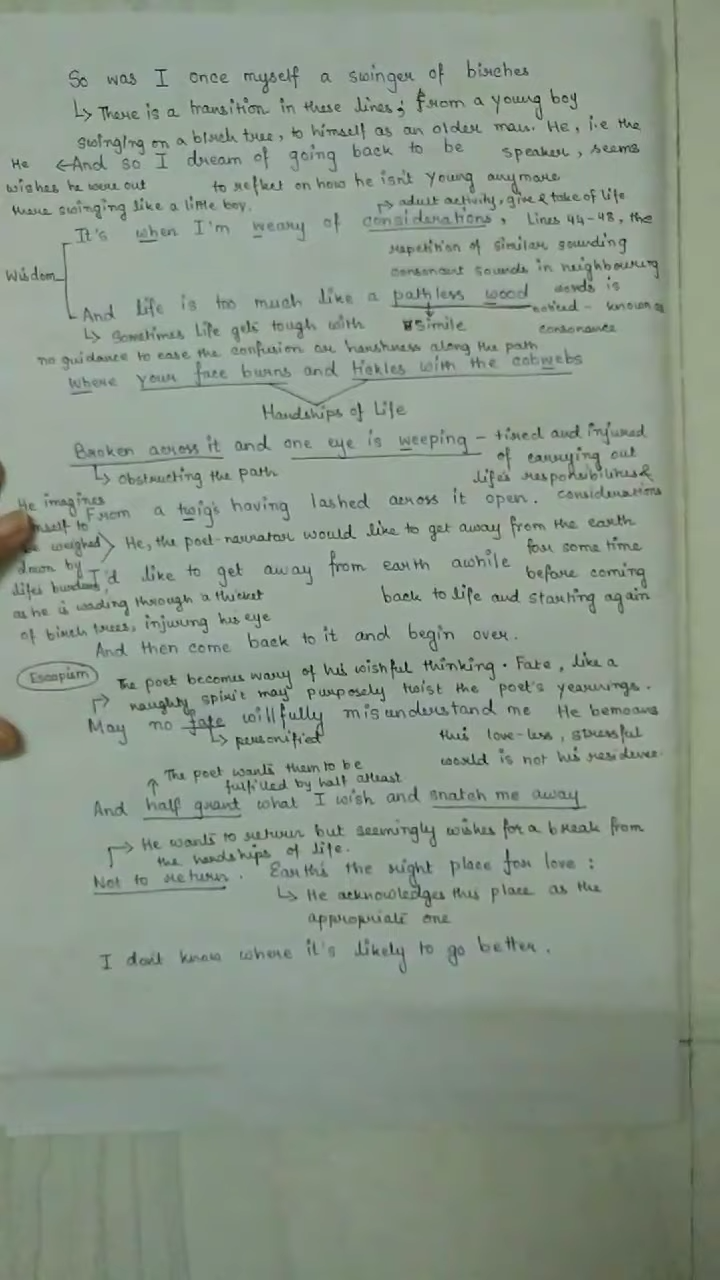 So was I once myself a swinger of birches
↳ There is a transition in these lines; from a young boy
swinging on a birch tree, to himself as an older man. He, i.e the
He ← And so I dream of going back to be speaker, seems
wishes he were out to reflect on how he isn't young anymore
there swinging like a little boy. → adult activity, give & take of life
It's when I'm weary of considerations, Lines 44-48, the
repetition of similar sounding
Wisdom consonant sounds in neighbouring
And life is too much like a pathless wood words is
↳ Sometimes life gets tough with Simile noticed - known as
consonance
no guidance to ease the confusion or harshness along the path
Where your face burns and tickles with the cobwebs
Hardships of Life
Broken across it and one eye is weeping – tired and injured
↳ obstructing the path of carrying out
life's responsibilities &
He imagines From a twig's having lashed across it open. considerations
be weighed > He, the poet-narrator would like to get away from the earth
down by I'd like to get away from earth awhile for some time
life's burdens, before coming
as he is wading through a thicket back to life and starting again
of birch trees, injuring his eye
And then come back to it and begin over.
Escapism The poet becomes wary of his wishful thinking. Fate, like a
naughty spirit may purposely twist the poet's yearnings.
May no fate willfully misunderstand me He bemoans
↳ personified this love-less, stressful
world is not his residence
↑ The poet wants them to be
fulfilled by half atleast
And half grant what I wish and snatch me away
→ He wants to return but seemingly wishes for a break from
the hardships of life.
Not to return. Earth's the right place for love:
↳ He acknowledges this place as the
appropriate one
I don't know where it's likely to go better.